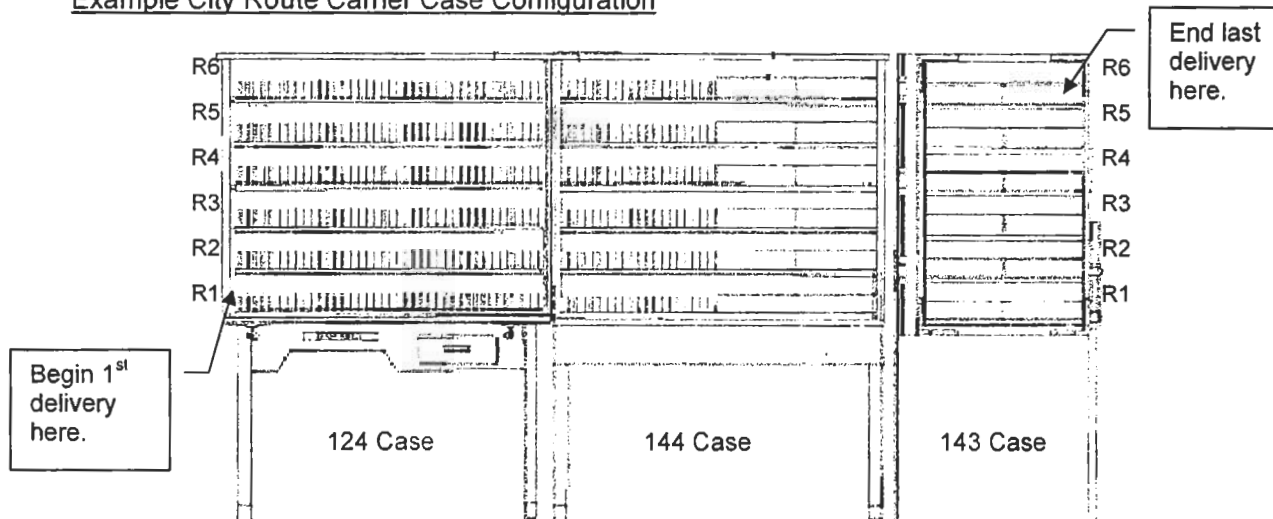 Example City Route Carrier Case Configuration
End last
delivery
here.
R6
R5
R4
R3
R2
R1
R6
R5
R4
R3
R2
R1
Begin 1st
delivery
here.
124 Case
144 Case
143 Case